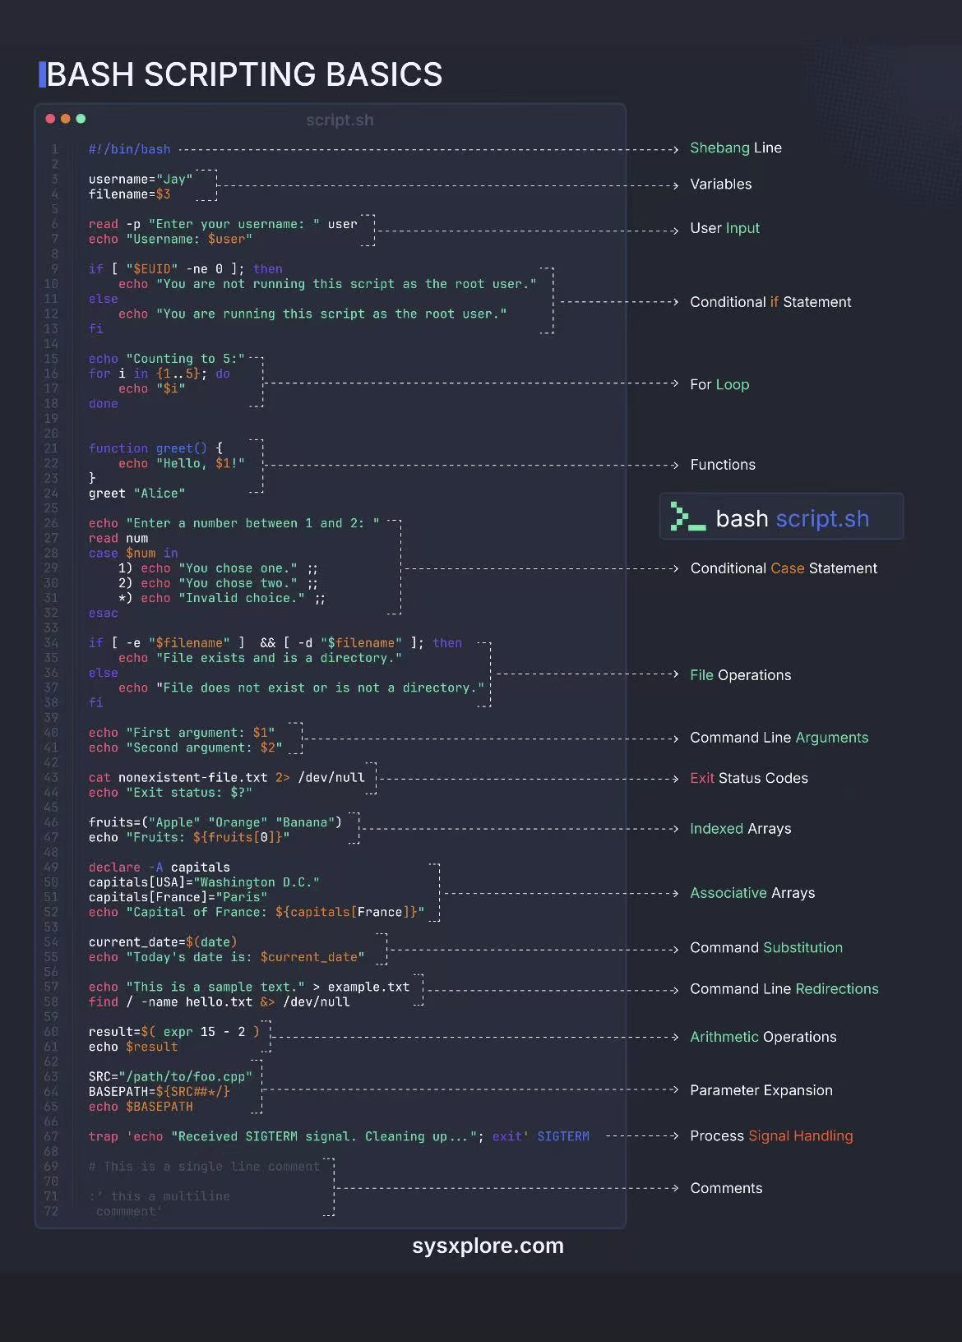 BASH SCRIPTING BASICS
script.sh
1 #!/bin/bash
Shebang Line
2
3 username="Jay"
4 filename=$3
Variables
5
6 read -p "Enter your username: " user
7 echo "Username: $user"
User Input
8
9 if [ "$EUID" -ne 0 ]; then
10 echo "You are not running this script as the root user."
11 else
12 echo "You are running this script as the root user."
13 fi
Conditional if Statement
14
15 echo "Counting to 5:"
16 for i in {1..5}; do
17 echo "$i"
18 done
For Loop
19
20
21 function greet() {
22 echo "Hello, $1!"
23 }
24 greet "Alice"
Functions
25
bash script.sh
26 echo "Enter a number between 1 and 2: "
27 read num
28 case $num in
29 1) echo "You chose one." ;;
30 2) echo "You chose two." ;;
31 *) echo "Invalid choice." ;;
32 esac
Conditional Case Statement
33
34 if [ -e "$filename" ] && [ -d "$filename" ]; then
35 echo "File exists and is a directory."
36 else
37 echo "File does not exist or is not a directory."
38 fi
File Operations
39
40 echo "First argument: $1"
41 echo "Second argument: $2"
Command Line Arguments
42
43 cat nonexistent-file.txt 2> /dev/null
44 echo "Exit status: $?"
Exit Status Codes
45
46 fruits=("Apple" "Orange" "Banana")
47 echo "Fruits: ${fruits[0]}"
Indexed Arrays
48
49 declare -A capitals
50 capitals[USA]="Washington D.C."
51 capitals[France]="Paris"
52 echo "Capital of France: ${capitals[France]}"
Associative Arrays
53
54 current_date=$(date)
55 echo "Today's date is: $current_date"
Command Substitution
56
57 echo "This is a sample text." > example.txt
58 find / -name hello.txt &> /dev/null
Command Line Redirections
59
60 result=$( expr 15 - 2 )
61 echo $result
Arithmetic Operations
62
63 SRC="/path/to/foo.cpp"
64 BASEPATH=${SRC##*/}
65 echo $BASEPATH
Parameter Expansion
66
67 trap 'echo "Received SIGTERM signal. Cleaning up..."; exit' SIGTERM
Process Signal Handling
68
69 # This is a single line comment
70
71 :' this a multiline
72 commment'
Comments
sysxplore.com